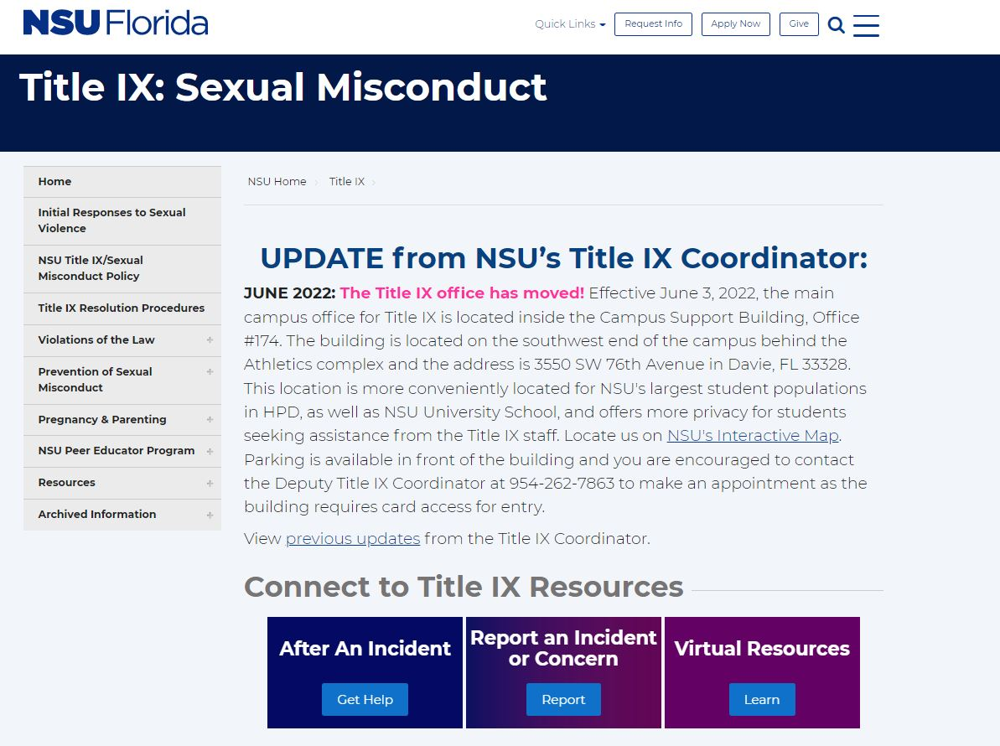 NSU Florida
Quick Links
Request Info
Apply Now
Give
Title IX: Sexual Misconduct
Home
Initial Responses to Sexual
Violence
NSU Title IX/Sexual
Misconduct Policy
Title IX Resolution Procedures
Violations of the Law +
Prevention of Sexual +
Misconduct
Pregnancy & Parenting +
NSU Peer Educator Program +
Resources +
Archived Information +
NSU Home > Title IX >
UPDATE from NSU’s Title IX Coordinator:
JUNE 2022: The Title IX office has moved! Effective June 3, 2022, the main
campus office for Title IX is located inside the Campus Support Building, Office
#174. The building is located on the southwest end of the campus behind the
Athletics complex and the address is 3550 SW 76th Avenue in Davie, FL 33328.
This location is more conveniently located for NSU's largest student populations
in HPD, as well as NSU University School, and offers more privacy for students
seeking assistance from the Title IX staff. Locate us on NSU's Interactive Map.
Parking is available in front of the building and you are encouraged to contact
the Deputy Title IX Coordinator at 954-262-7863 to make an appointment as the
building requires card access for entry.
View previous updates from the Title IX Coordinator.
Connect to Title IX Resources
After An Incident
Get Help
Report an Incident
or Concern
Report
Virtual Resources
Learn